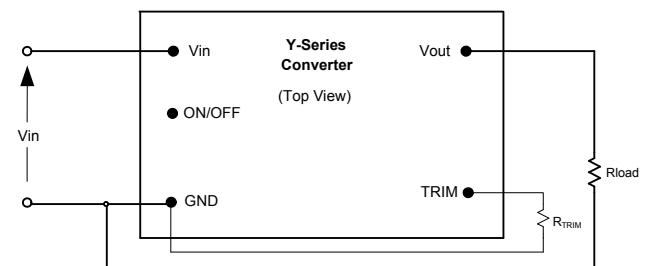 Y-Series
Converter
(Top View)
Vin
Vout
ON/OFF
Vin
GND
TRIM
Rload
RTRIM